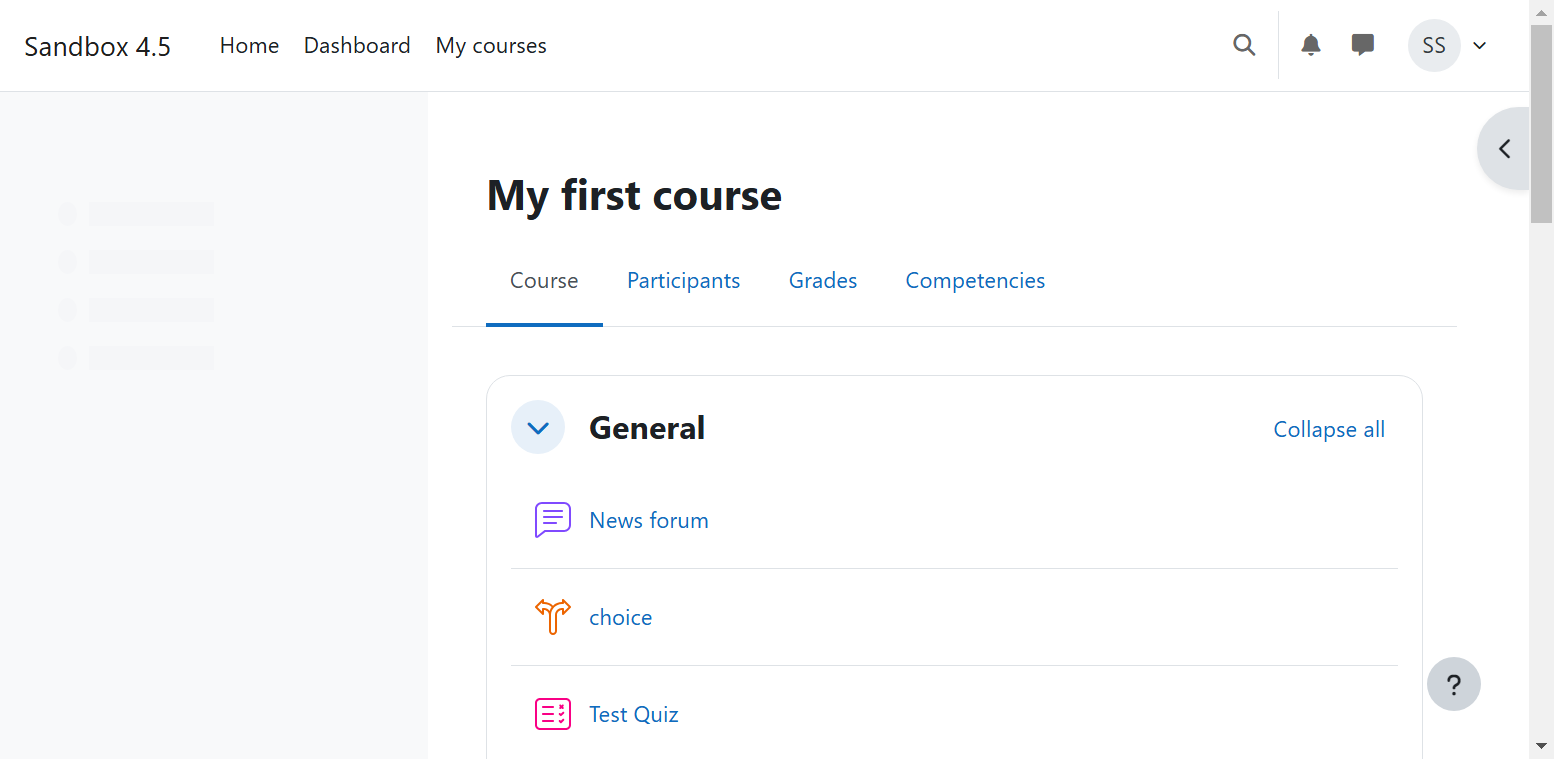 Sandbox 4.5 Home Dashboard My courses SS
My first course
Course Participants Grades Competencies
General Collapse all
News forum
choice
Test Quiz
?